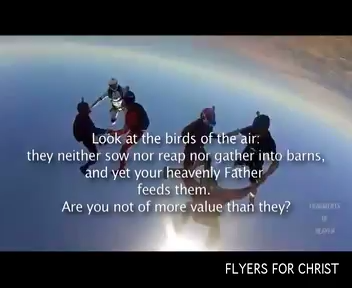 Look at the birds of the air:
they neither sow nor reap nor gather into barns,
and yet your heavenly Father
feeds them.
Are you not of more value than they?
FLYERS FOR CHRIST